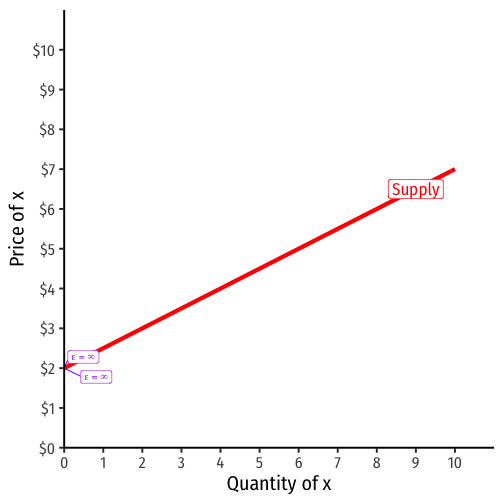 $10
$9
$8
$7
$6
$5
$4
$3
$2
$1
$0
Price of x
Supply
ε = ∞
ε = ∞
0 1 2 3 4 5 6 7 8 9 10
Quantity of x